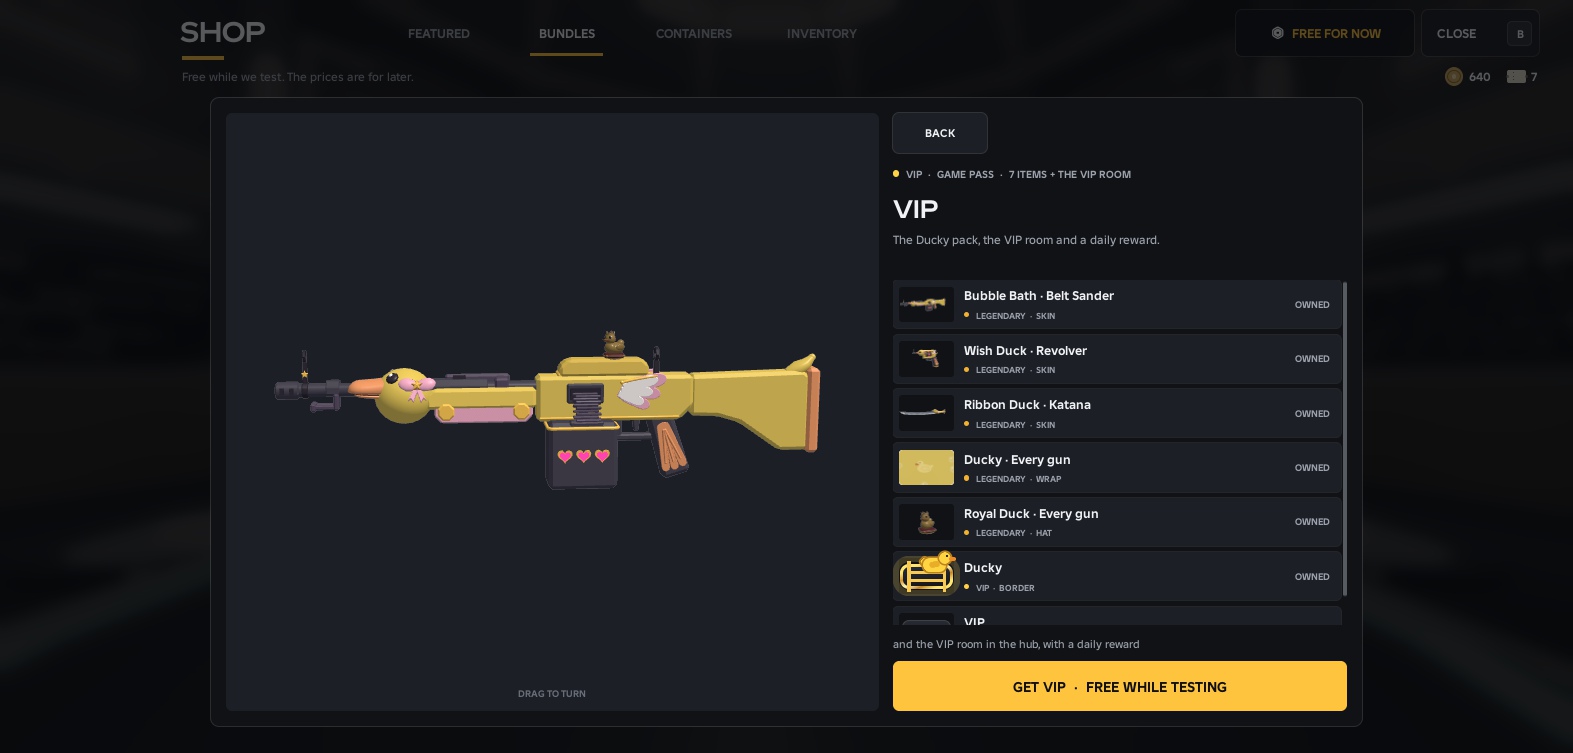 SHOP
FEATURED
BUNDLES
CONTAINERS
INVENTORY
FREE FOR NOW
CLOSE
B
Free while we test. The prices are for later.
640
7
BACK
VIP · GAME PASS · 7 ITEMS + THE VIP ROOM
VIP
The Ducky pack, the VIP room and a daily reward.
Bubble Bath · Belt Sander
LEGENDARY · SKIN
OWNED
Wish Duck · Revolver
LEGENDARY · SKIN
OWNED
Ribbon Duck · Katana
LEGENDARY · SKIN
OWNED
Ducky · Every gun
LEGENDARY · WRAP
OWNED
Royal Duck · Every gun
LEGENDARY · HAT
OWNED
Ducky
VIP · BORDER
OWNED
VIP
and the VIP room in the hub, with a daily reward
GET VIP · FREE WHILE TESTING
DRAG TO TURN